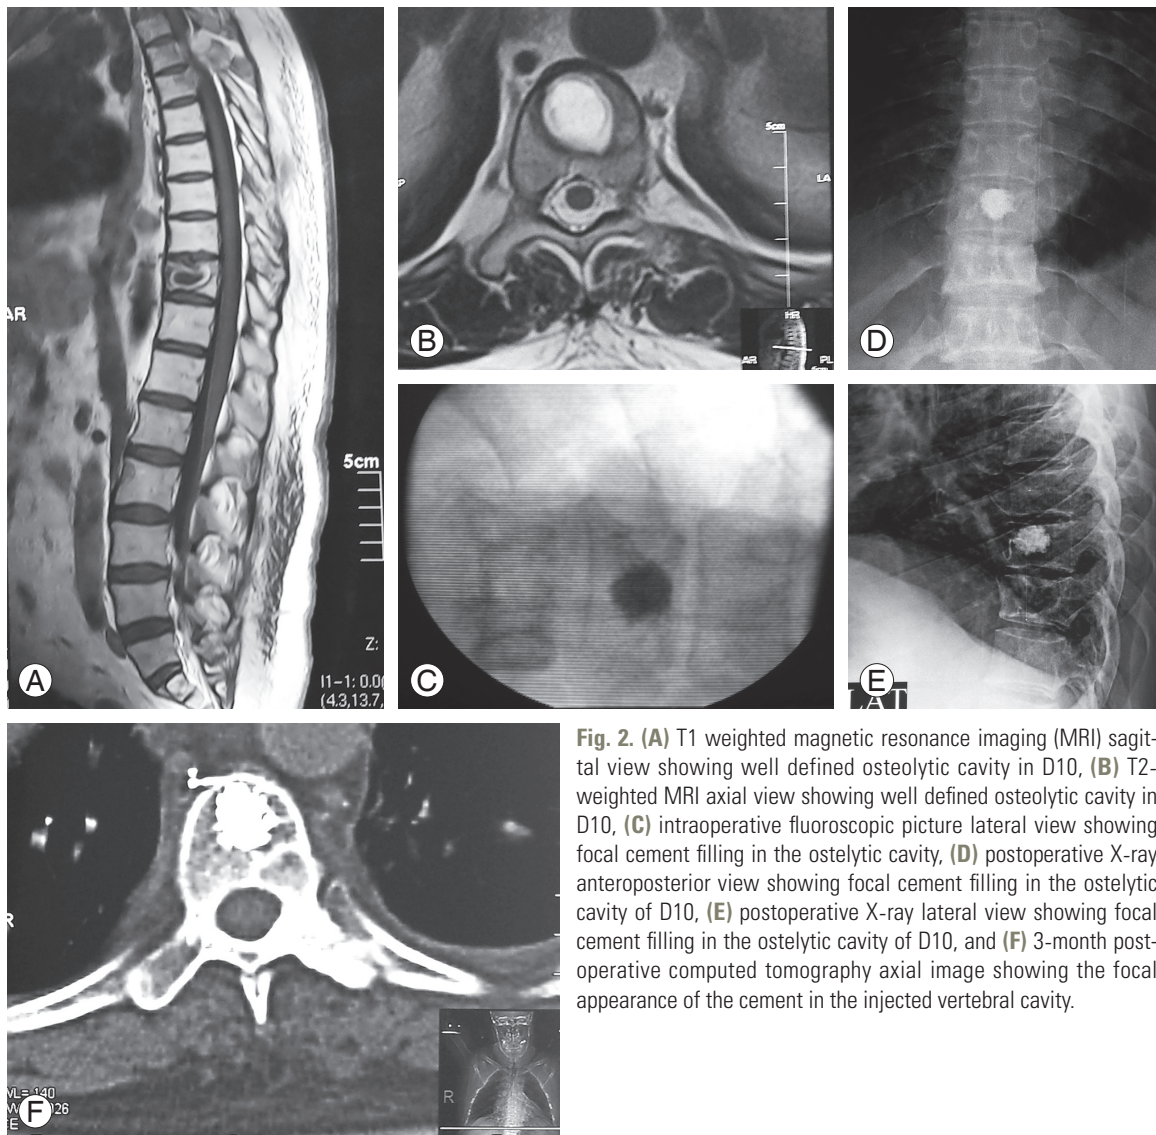 AR
5cm
Z:
I1-1: 0.0(
(4.3,13.7,
A
P
5cm
LA
HR
AR
PL
5cm
B
D
C
LAT
E
R
WL= 140
026
CE
R
F
Fig. 2. (A) T1 weighted magnetic resonance imaging (MRI) sagit-
tal view showing well defined osteolytic cavity in D10, (B) T2-
weighted MRI axial view showing well defined osteolytic cavity in
D10, (C) intraoperative fluoroscopic picture lateral view showing
focal cement filling in the ostelytic cavity, (D) postoperative X-ray
anteroposterior view showing focal cement filling in the ostelytic
cavity of D10, (E) postoperative X-ray lateral view showing focal
cement filling in the ostelytic cavity of D10, and (F) 3-month post-
operative computed tomography axial image showing the focal
appearance of the cement in the injected vertebral cavity.